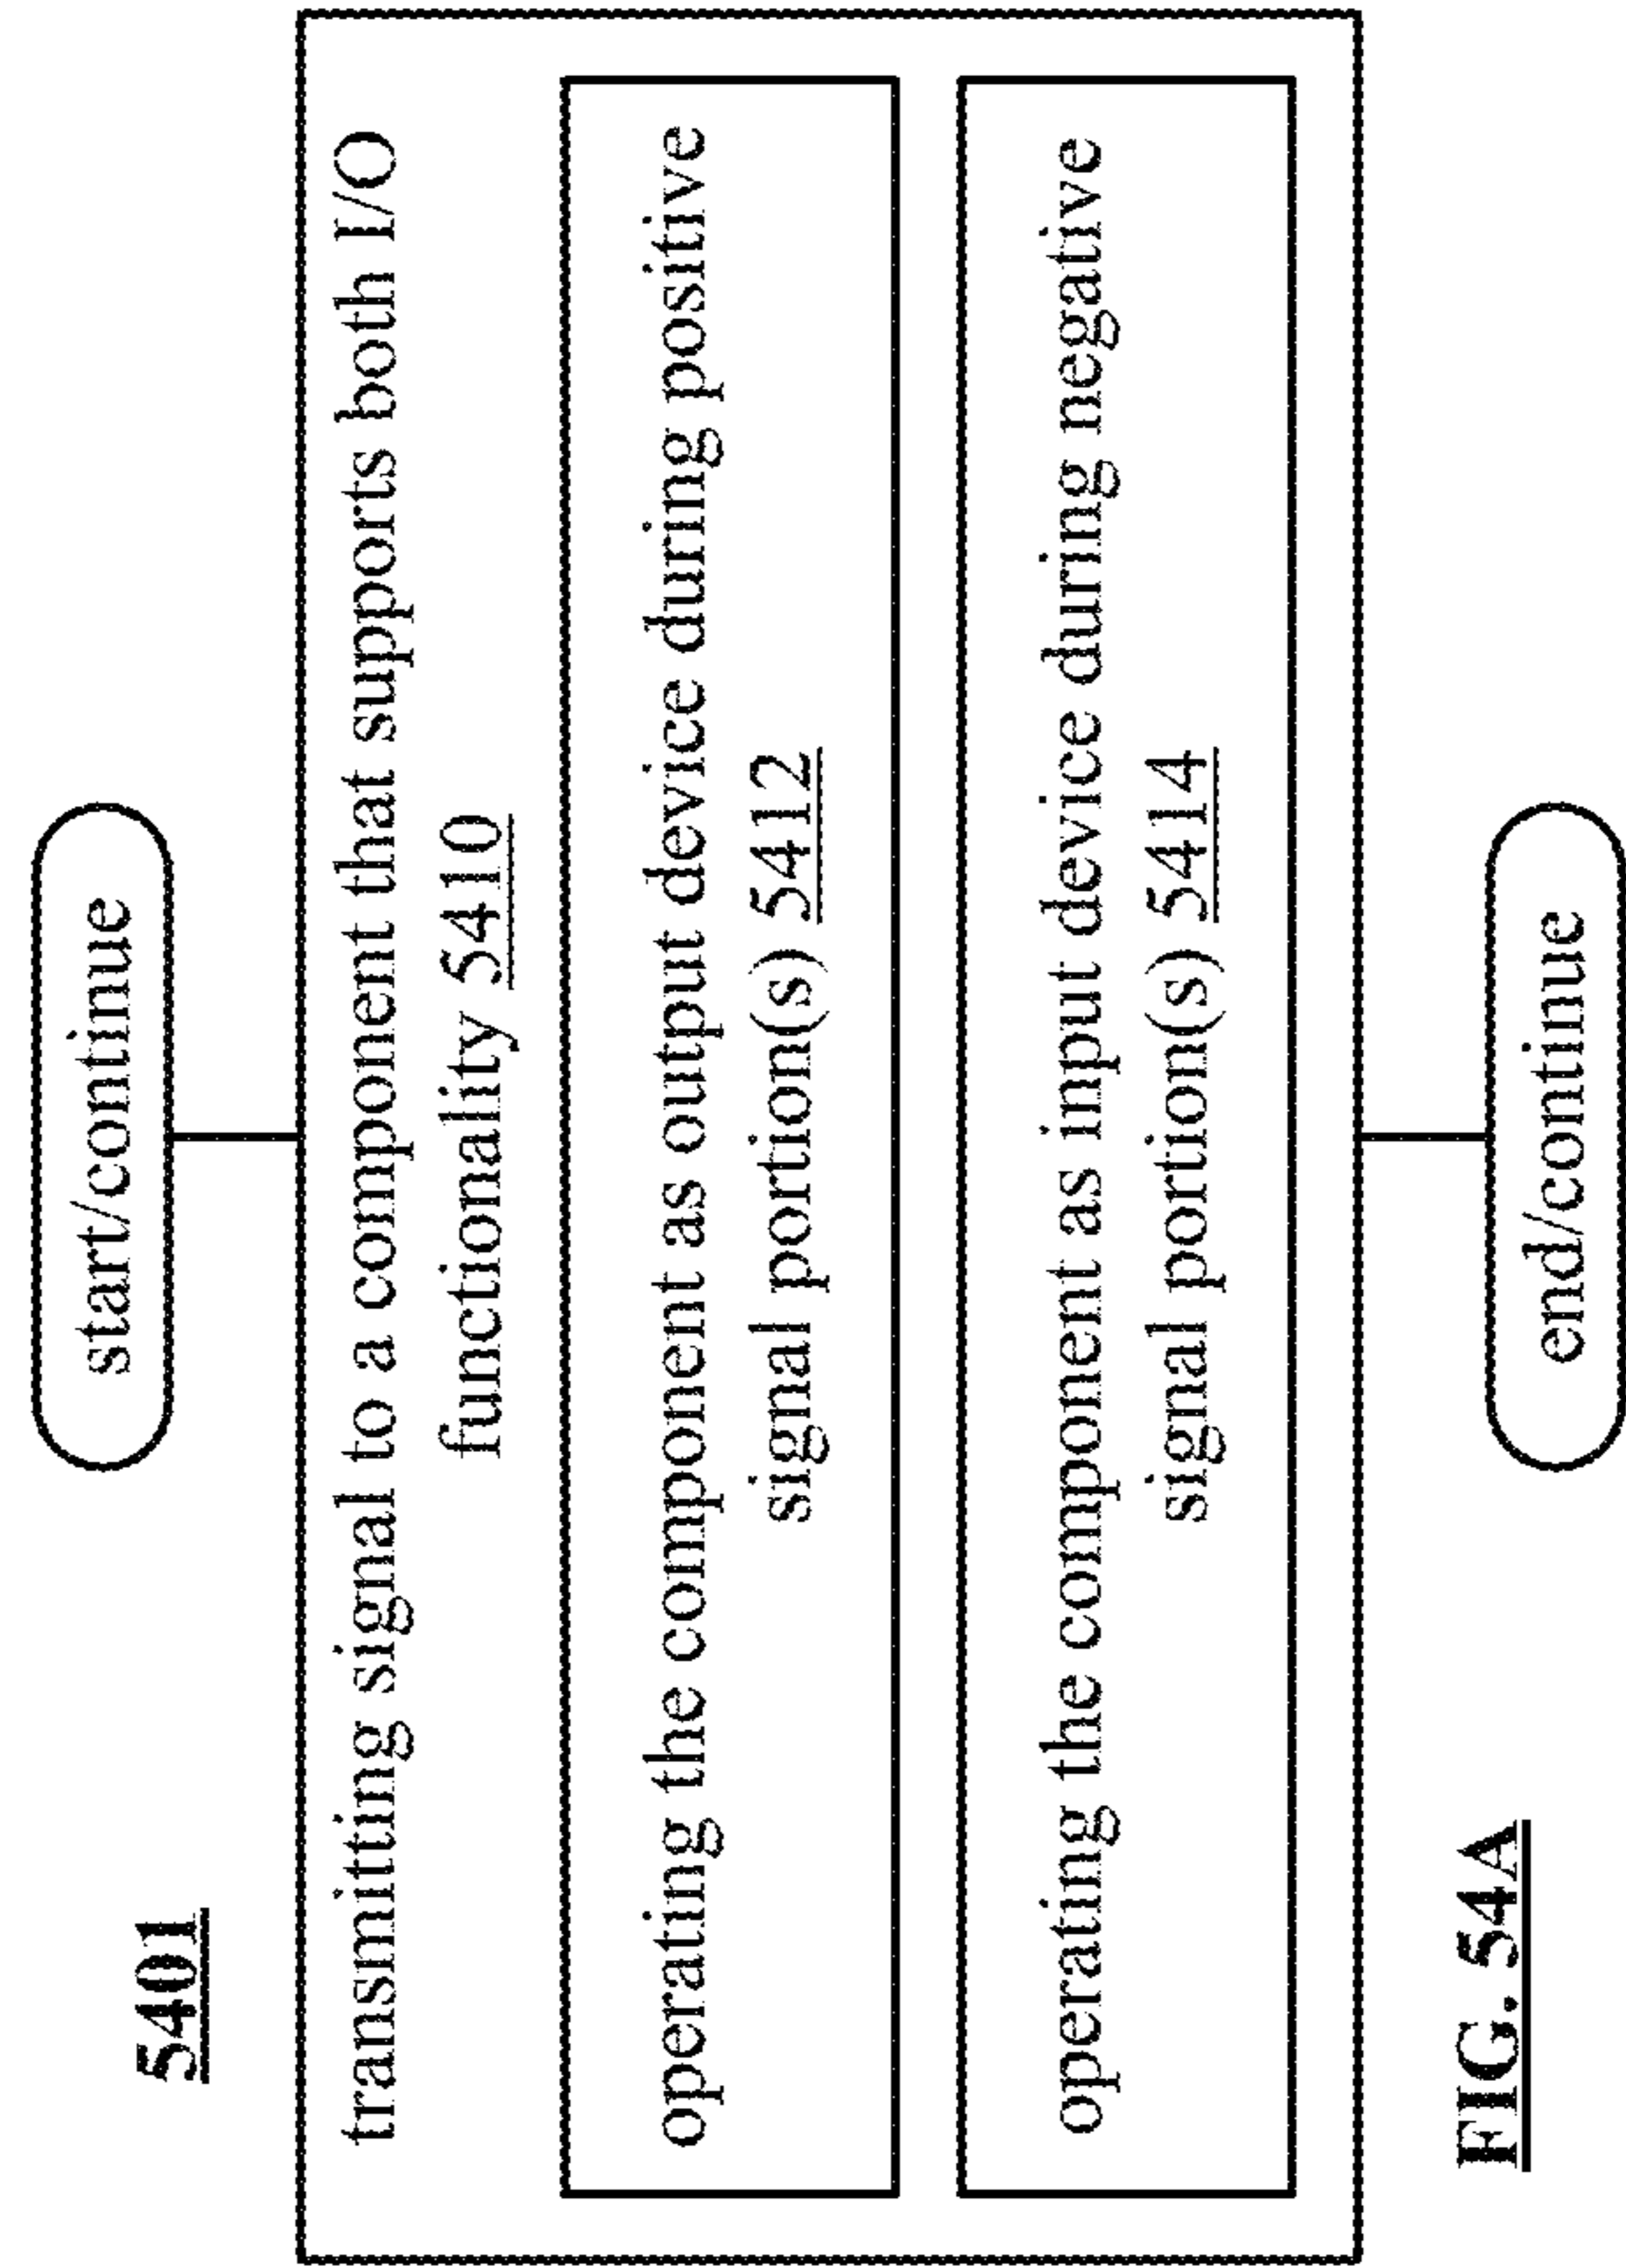 5401
start/continue
transmitting signal to a component that supports both I/O
functionality 5410
operating the component as output device during positive
signal portion(s) 5412
operating the component as input device during negative
signal portion(s) 5414
end/continue
FIG. 54A